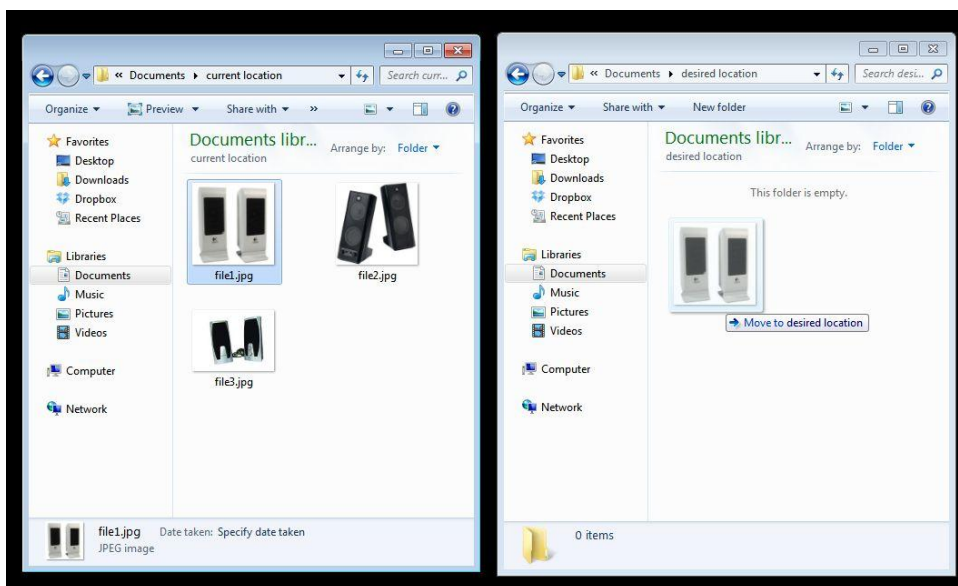 « Documents ▸ current location
Search curr...
Organize ▾ Preview ▾ Share with ▾ »
Favorites
Desktop
Downloads
Dropbox
Recent Places
Libraries
Documents
Music
Pictures
Videos
Computer
Network
Documents libr...
current location
Arrange by: Folder ▾
file1.jpg
file2.jpg
file3.jpg
file1.jpg Date taken: Specify date taken
JPEG image
« Documents ▸ desired location
Search desi...
Organize ▾ Share with ▾ New folder
Favorites
Desktop
Downloads
Dropbox
Recent Places
Libraries
Documents
Music
Pictures
Videos
Computer
Network
Documents libr...
desired location
Arrange by: Folder ▾
This folder is empty.
Move to desired location
0 items